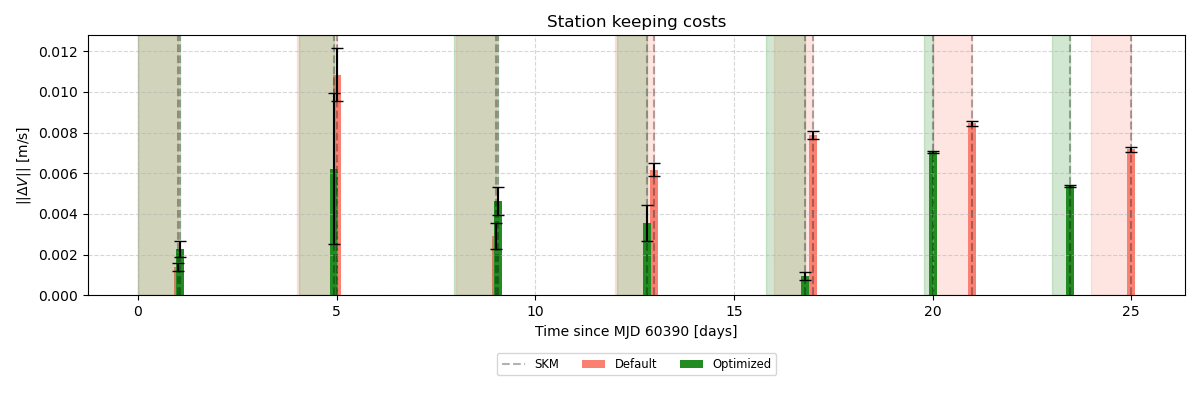 Station keeping costs
0.012
0.010
0.008
0.006
0.004
0.002
0.000
||ΔV|| [m/s]
0 5 10 15 20 25
Time since MJD 60390 [days]
SKM Default Optimized